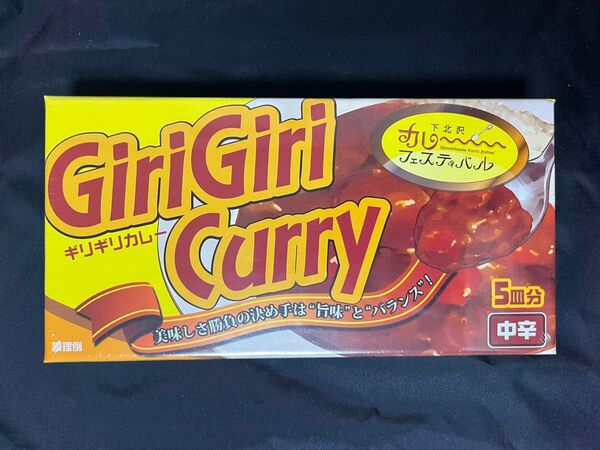 GiriGiri
Curry
ギリギリカレー
下北沢
カレー
フェスティバル
美味しさ勝負の決め手は“旨味”と“バランス”!
5皿分
中辛
調理例